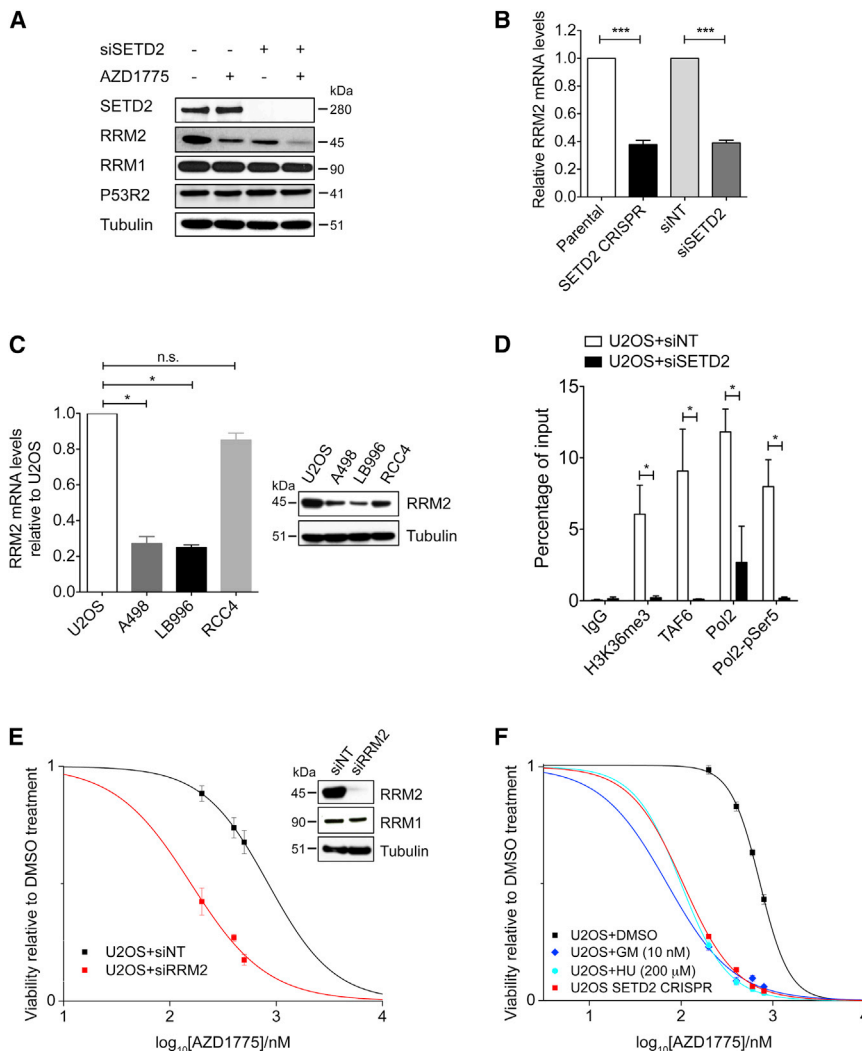 A
siSETD2 - - + +
AZD1775 - + - +
kDa
SETD2 280
RRM2 45
RRM1 90
P53R2 41
Tubulin 51
B
Relative RRM2 mRNA levels
1.2
1.0
0.8
0.6
0.4
0.2
0.0
*** ***
Parental
SETD2 CRISPR
siNT
siSETD2
C
RRM2 mRNA levels
relative to U2OS
n.s.
*
*
1.0
0.8
0.6
0.4
0.2
0.0
U2OS
A498
LB996
RCC4
U2OS
A498
LB996
RCC4
kDa
45 RRM2
51 Tubulin
D
U2OS+siNT
U2OS+siSETD2
Percentage of input
15
10
5
0
* * * *
IgG
H3K36me3
TAF6
Pol2
Pol2-pSer5
E
Viability relative to DMSO treatment
1
0
0
1 2 3 4
log10[AZD1775]/nM
U2OS+siNT
U2OS+siRRM2
siNT
siRRM2
kDa
45 RRM2
90 RRM1
51 Tubulin
F
Viability relative to DMSO treatment
1
0
0
1 2 3 4
log10[AZD1775]/nM
U2OS+DMSO
U2OS+GM (10 nM)
U2OS+HU (200 μM)
U2OS SETD2 CRISPR